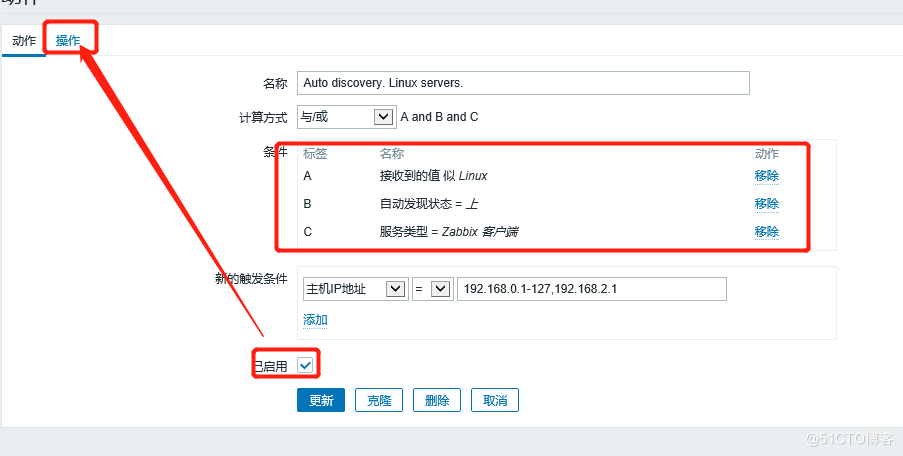 动作 操作
名称 Auto discovery. Linux servers.
计算方式 与/或 A and B and C
条件 标签 名称 动作
A 接收到的值 似 Linux 移除
B 自动发现状态 = 上 移除
C 服务类型 = Zabbix 客户端 移除
新的触发条件
主机IP地址 = 192.168.0.1-127,192.168.2.1
添加
已启用
更新 克隆 删除 取消
@51CTO博客